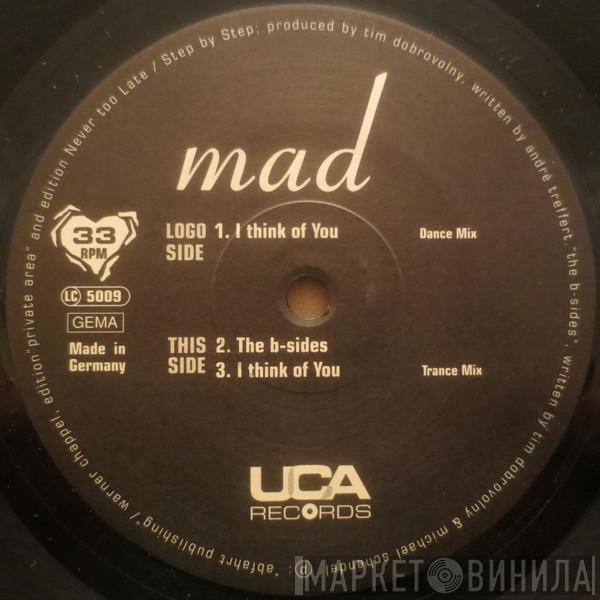 mad
33
RPM
LC 5009
GEMA
Made in
Germany
LOGO 1. I think of You Dance Mix
SIDE
THIS 2. The b-sides
SIDE 3. I think of You Trance Mix
UCA
RECORDS
℗: "abfahrt publishing" / warner chappel, edition "private area" and edition Never too Late / Step by Step; produced by tim dobrovolny, written by andré treffert. "the b-sides", written by tim dobrovolny & michael schendel
МАРКЕТ ВИНИЛА